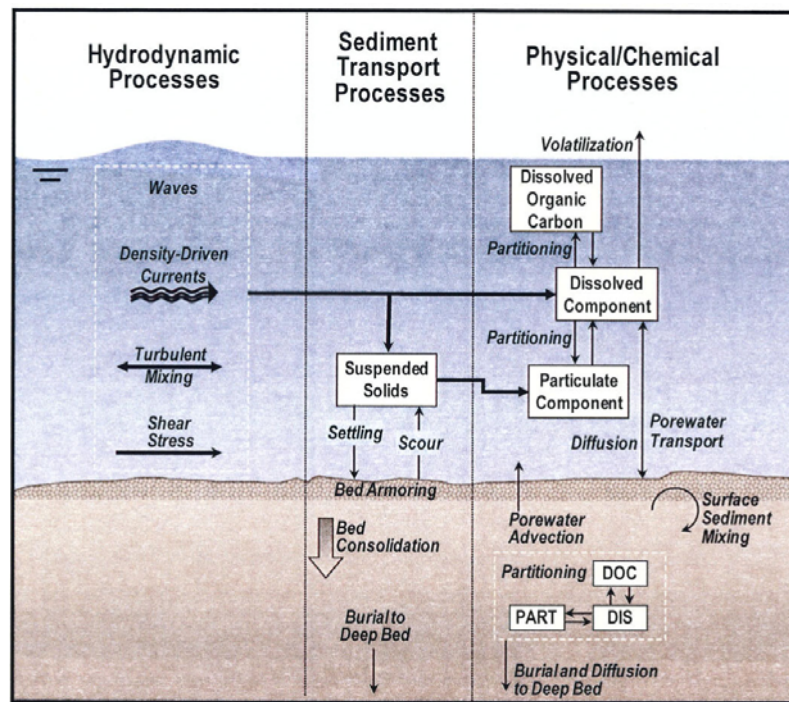 Hydrodynamic
Processes
Sediment
Transport
Processes
Physical/Chemical
Processes
Waves
Density-Driven
Currents
Turbulent
Mixing
Shear
Stress
Suspended
Solids
Settling
Scour
Bed Armoring
Bed
Consolidation
Burial to
Deep Bed
Volatilization
Dissolved
Organic
Carbon
Partitioning
Dissolved
Component
Partitioning
Particulate
Component
Diffusion
Porewater
Transport
Porewater
Advection
Surface
Sediment
Mixing
Partitioning
DOC
PART
DIS
Burial and Diffusion
to Deep Bed